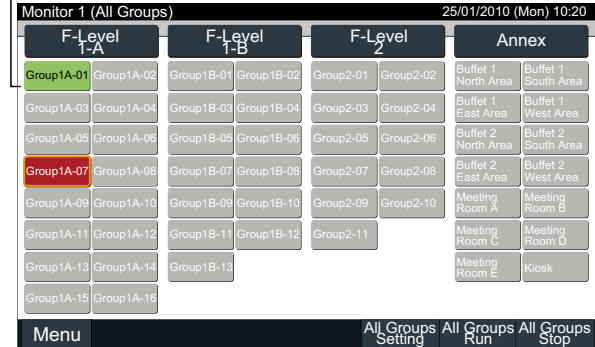 Monitor 1 (All Groups) 25/01/2010 (Mon) 10:20
F-Level
1-A
F-Level
1-B
F-Level
2
Annex
Group1A-01 Group1A-02 Group1B-01 Group1B-02 Group2-01 Group2-02
Buffet 1
North Area
Buffet 1
South Area
Group1A-03 Group1A-04 Group1B-03 Group1B-04 Group2-03 Group2-04
Buffet 1
East Area
Buffet 1
West Area
Group1A-05 Group1A-06 Group1B-05 Group1B-06 Group2-05 Group2-06
Buffet 2
North Area
Buffet 2
South Area
Group1A-07 Group1A-08 Group1B-07 Group1B-08 Group2-07 Group2-08
Buffet 2
East Area
Buffet 2
West Area
Group1A-09 Group1A-10 Group1B-09 Group1B-10 Group2-09 Group2-10
Meeting
Room A
Meeting
Room B
Group1A-11 Group1A-12 Group1B-11 Group1B-12 Group2-11
Meeting
Room C
Meeting
Room D
Group1A-13 Group1A-14 Group1B-13
Meeting
Room E
Kiosk
Group1A-15 Group1A-16
Menu
All Groups
Setting
All Groups
Run
All Groups
Stop